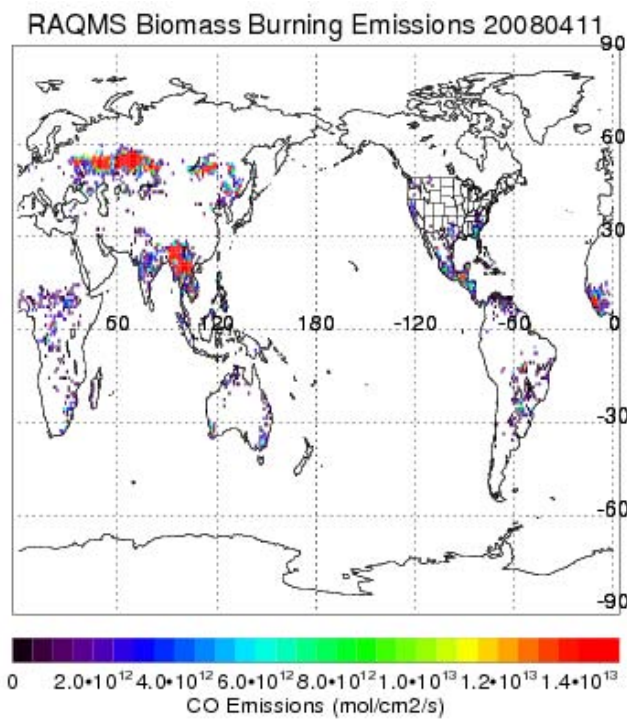 RAQMS Biomass Burning Emissions 20080411
90
60
30
60 120 180 -120 -60 0
-30
-60
-90
0 2.0•10¹² 4.0•10¹² 6.0•10¹² 8.0•10¹² 1.0•10¹³ 1.2•10¹³ 1.4•10¹³
CO Emissions (mol/cm2/s)